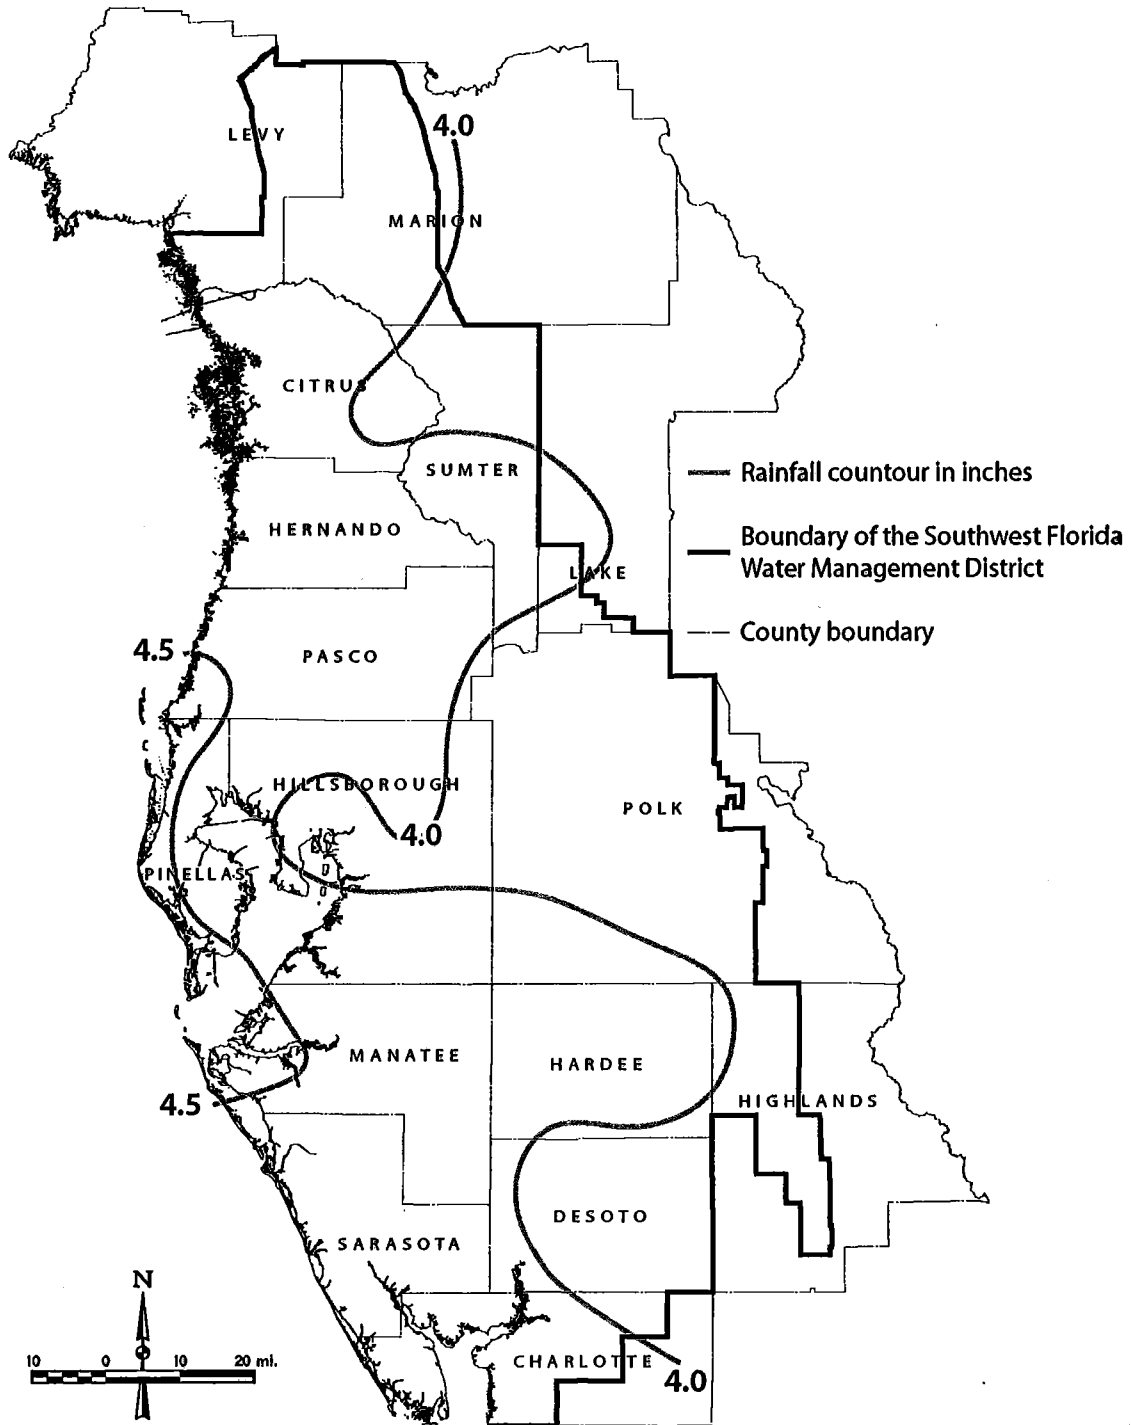 LEVY
4.0
MARION
CITRUS
SUMTER
Rainfall countour in inches
HERNANDO
Boundary of the Southwest Florida
Water Management District
LAKE
County boundary
4.5
PASCO
HILLSBOROUGH
POLK
4.0
PINELLAS
MANATEE
HARDEE
HIGHLANDS
4.5
DESOTO
SARASOTA
N
CHARLOTTE
4.0
10 0 10 20 mi.